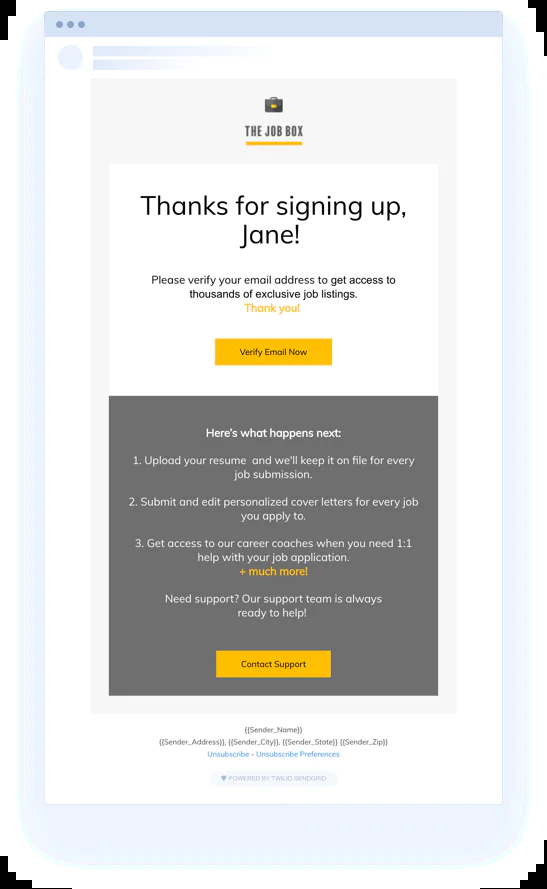 THE JOB BOX
Thanks for signing up,
Jane!
Please verify your email address to get access to
thousands of exclusive job listings.
Thank you!
Verify Email Now
Here's what happens next:
1. Upload your resume  and we'll keep it on file for every
job submission.
2. Submit and edit personalized cover letters for every job
you apply to.
3. Get access to our career coaches when you need 1:1
help with your job application.
+ much more!
Need support? Our support team is always
ready to help!
Contact Support
{{Sender_Name}}
{{Sender_Address}}, {{Sender_City}}, {{Sender_State}} {{Sender_Zip}}
Unsubscribe - Unsubscribe Preferences
POWERED BY TWILIO SENDGRID